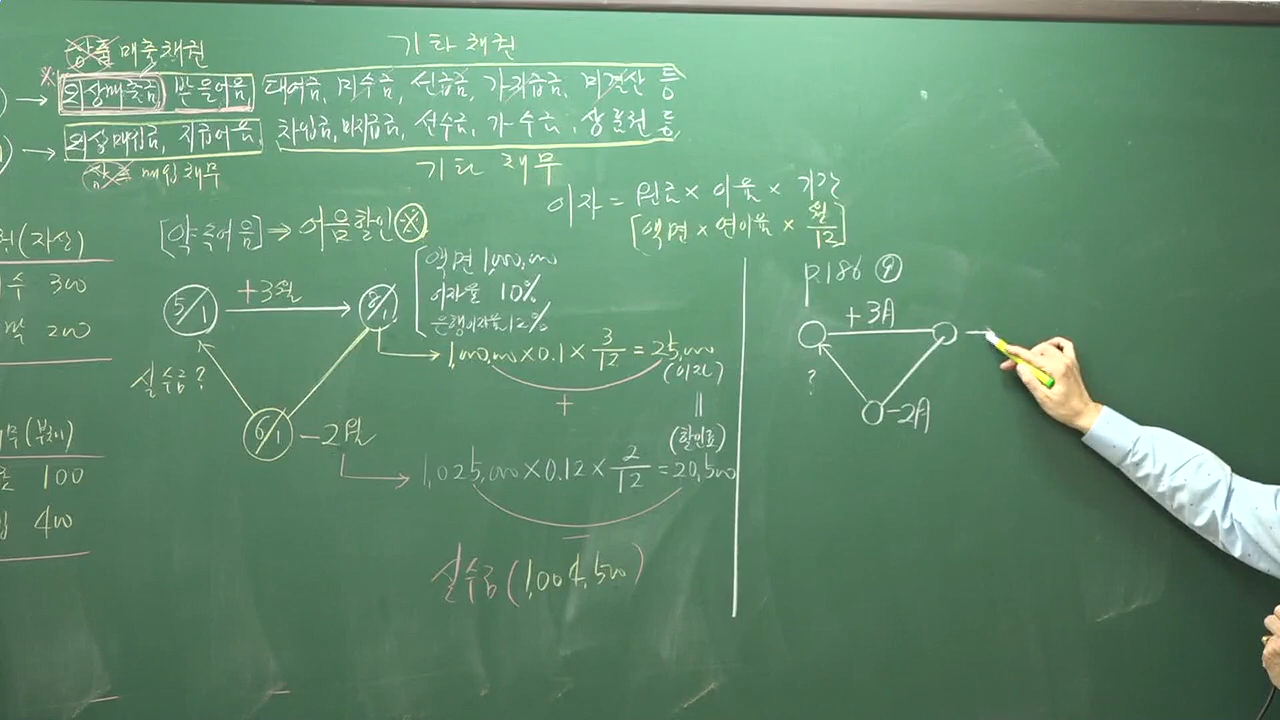 상품 매출채권
기타채권
※ → 외상매출금, 받을어음, 대여금, 미수금, 선급금, 가지급금, 미결산 등
→ 외상매입금, 지급어음, 차입금, 미지급금, 선수금, 가수금, 상품권 등
상품 매입채무
기타 채무
이자 = 원금 × 이율 × 기간
[액면 × 연이율 × 월/12]
(자산)
수 300
200
(부채)
100
입 400
[약속어음] ⇒ 어음할인 ※
액면 1,000,000
이자율 10%
은행이자율 12%
5/1 +3월 8/1
1,000,000 × 0.1 × 3/12 = 25,000
(이자)
실수금?
+
||
(할인료)
6/1 -2월
1,025,000 × 0.12 × 2/12 = 20,500
실수금 (1,004,500)
p.186 ⑨
+3月
?
-2月